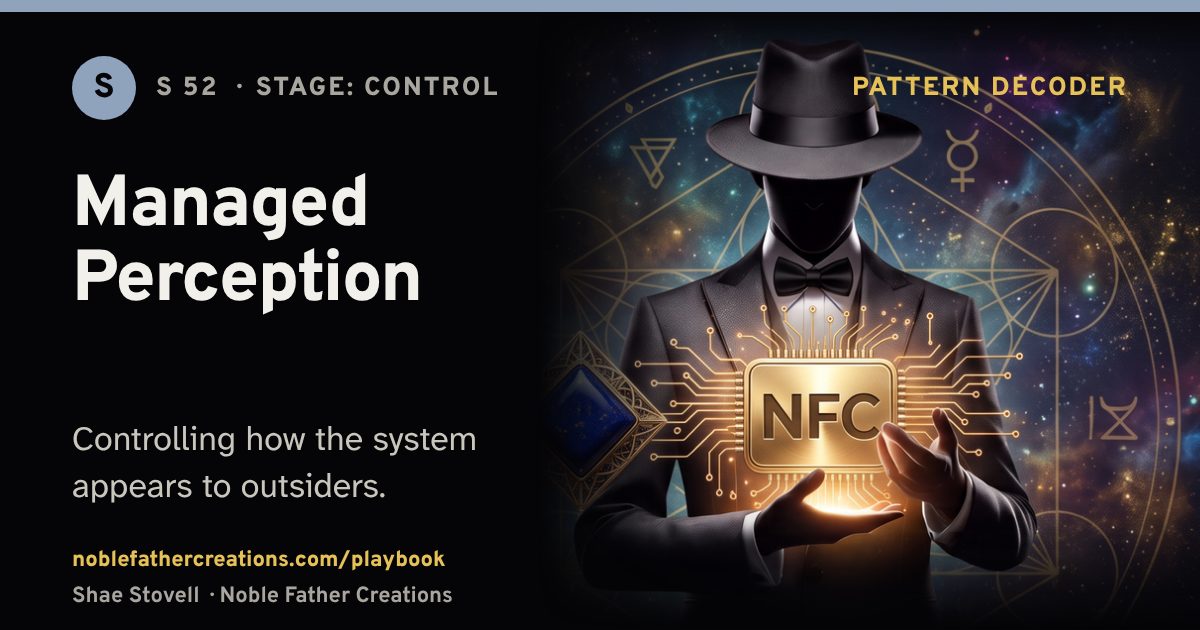 S
S 52 · STAGE: CONTROL
PATTERN DECODER
Managed
Perception
NFC
Controlling how the system
appears to outsiders.
noblefathercreations.com/playbook
Shae Stovell · Noble Father Creations